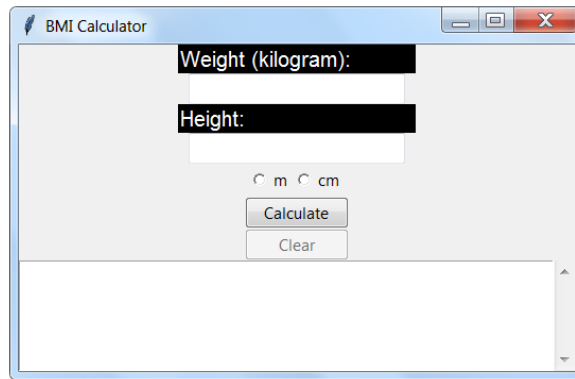 BMI Calculator
Weight (kilogram):
Height:
m cm
Calculate
Clear